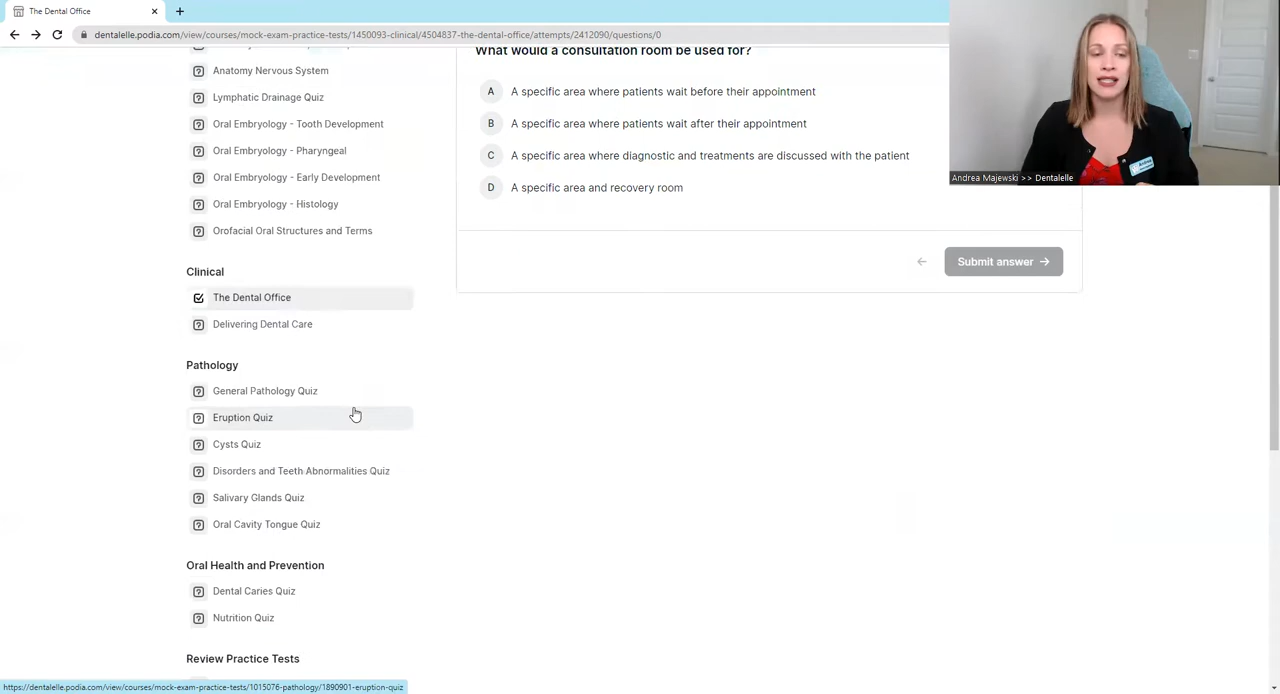 The Dental Office
dentalelle.podia.com/view/courses/mock-exam-practice-tests/1450093-clinical/4504837-the-dental-office/attempts/2412090/questions/0
Anatomy Nervous System
Lymphatic Drainage Quiz
Oral Embryology - Tooth Development
Oral Embryology - Pharyngeal
Oral Embryology - Early Development
Oral Embryology - Histology
Orofacial Oral Structures and Terms
Clinical
The Dental Office
Delivering Dental Care
Pathology
General Pathology Quiz
Eruption Quiz
Cysts Quiz
Disorders and Teeth Abnormalities Quiz
Salivary Glands Quiz
Oral Cavity Tongue Quiz
Oral Health and Prevention
Dental Caries Quiz
Nutrition Quiz
Review Practice Tests
https://dentalelle.podia.com/view/courses/mock-exam-practice-tests/1015076-pathology/1890901-eruption-quiz
What would a consultation room be used for?
A A specific area where patients wait before their appointment
B A specific area where patients wait after their appointment
C A specific area where diagnostic and treatments are discussed with the patient
D A specific area and recovery room
Submit answer
Andrea Majewski >> Dentalelle
Andrea